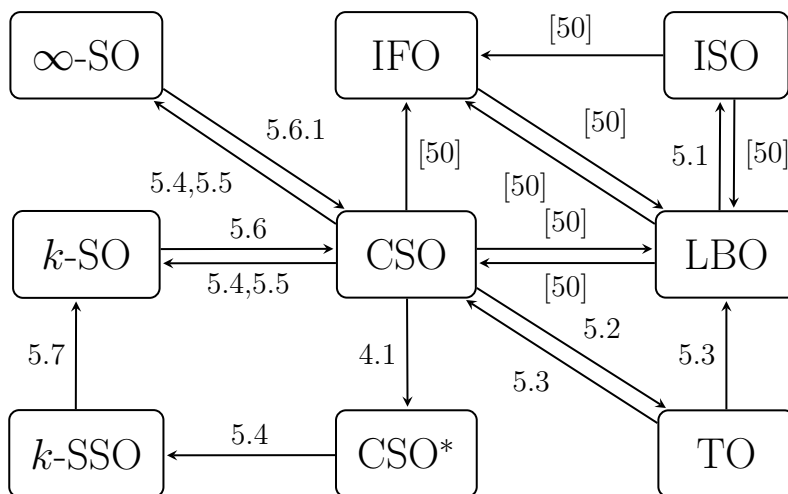 ∞-SO
IFO
ISO
[50]
5.6.1
[50]
5.1
[50]
5.4,5.5
[50]
[50]
k-SO
5.6
CSO
[50]
LBO
5.4,5.5
[50]
5.7
4.1
5.2
5.3
5.3
k-SSO
5.4
CSO*
TO